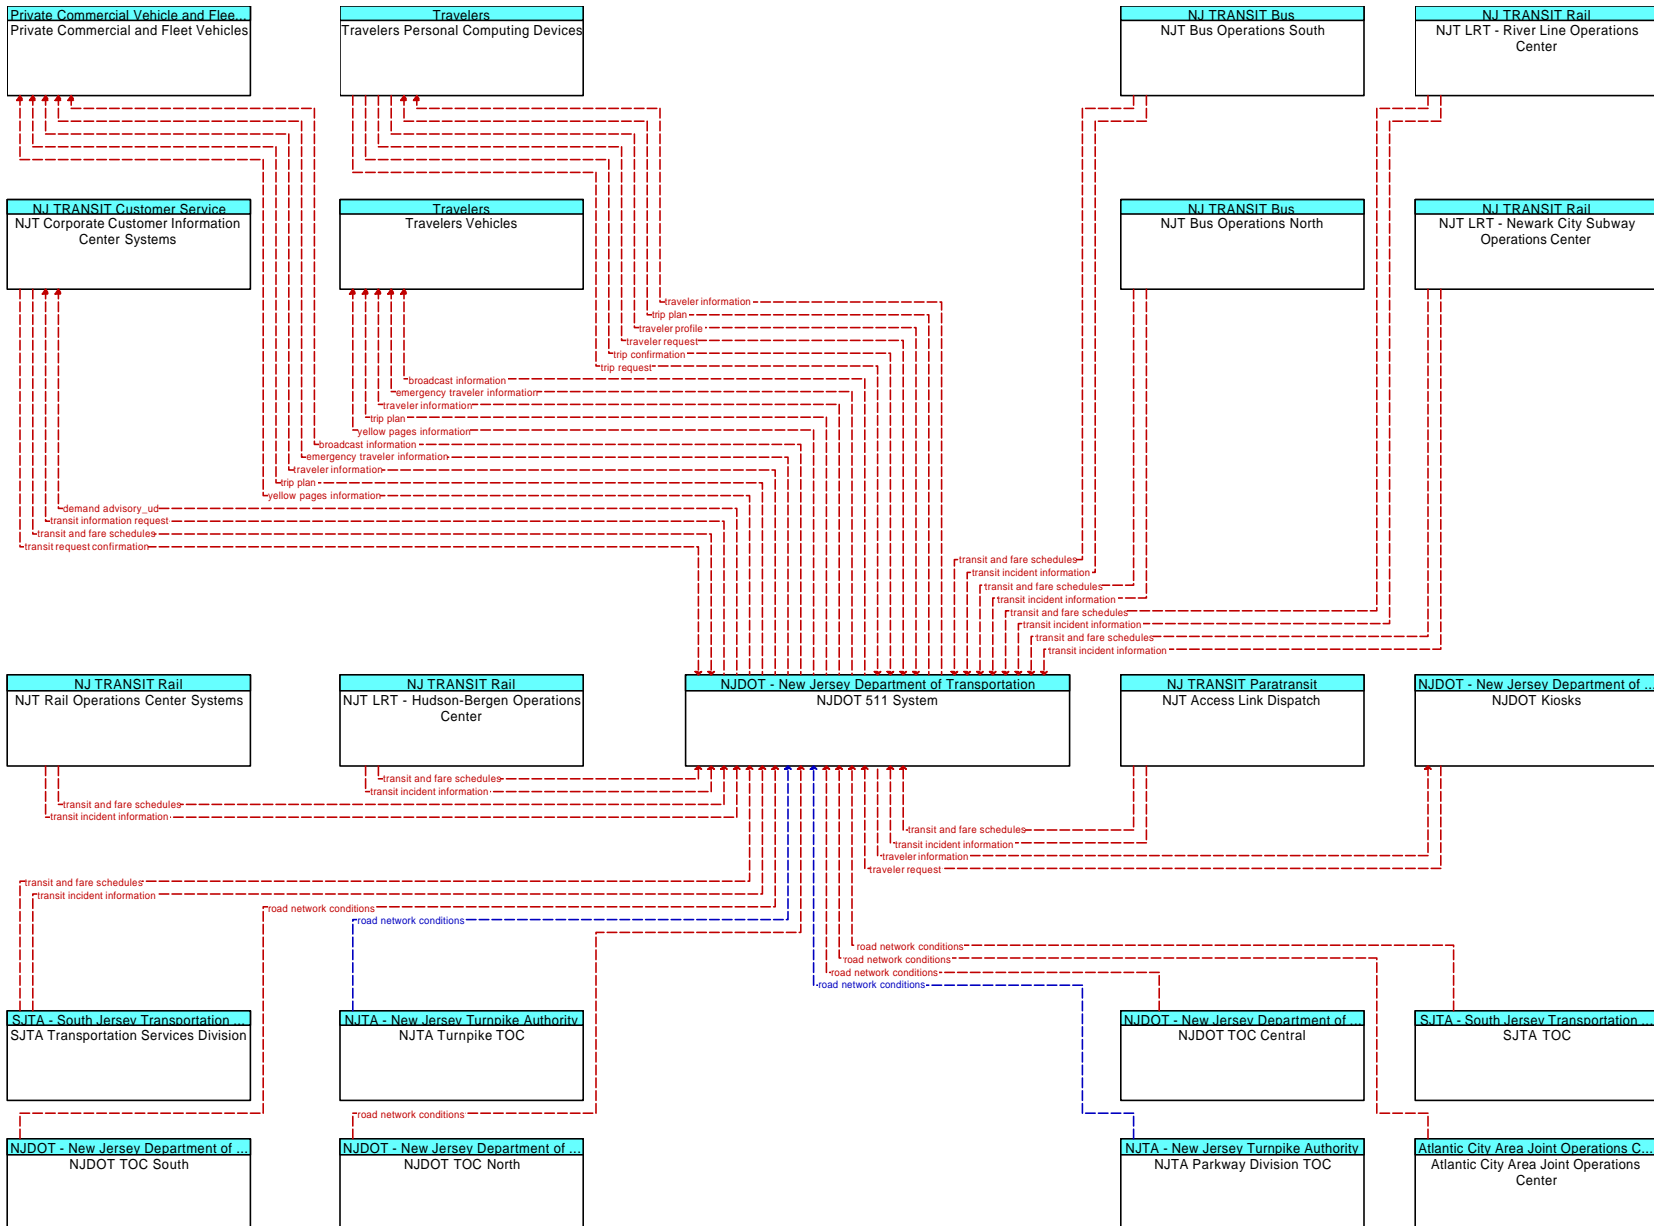 Private Commercial Vehicle and Flee...
Private Commercial and Fleet Vehicles
Travelers
Travelers Personal Computing Devices
NJ TRANSIT Bus
NJT Bus Operations South
NJ TRANSIT Rail
NJT LRT - River Line Operations
Center
NJ TRANSIT Customer Service
NJT Corporate Customer Information
Center Systems
Travelers
Travelers Vehicles
NJ TRANSIT Bus
NJT Bus Operations North
NJ TRANSIT Rail
NJT LRT - Newark City Subway
Operations Center
traveler information
trip plan
traveler profile
traveler request
trip confirmation
trip request
broadcast information
emergency traveler information
traveler information
trip plan
yellow pages information
broadcast information
emergency traveler information
traveler information
trip plan
yellow pages information
demand advisory_ud
transit information request
transit and fare schedules
transit request confirmation
transit and fare schedules
transit incident information
transit and fare schedules
transit incident information
transit and fare schedules
transit incident information
transit and fare schedules
transit incident information
NJ TRANSIT Rail
NJT Rail Operations Center Systems
NJ TRANSIT Rail
NJT LRT - Hudson-Bergen Operations
Center
NJDOT - New Jersey Department of Transportation
NJDOT 511 System
NJ TRANSIT Paratransit
NJT Access Link Dispatch
NJDOT - New Jersey Department of ...
NJDOT Kiosks
transit and fare schedules
transit incident information
transit and fare schedules
transit incident information
transit and fare schedules
transit incident information
traveler information
traveler request
transit and fare schedules
transit incident information
road network conditions
road network conditions
road network conditions
road network conditions
road network conditions
road network conditions
SJTA - South Jersey Transportation ...
SJTA Transportation Services Division
NJTA - New Jersey Turnpike Authority
NJTA Turnpike TOC
NJDOT - New Jersey Department of ...
NJDOT TOC Central
SJTA - South Jersey Transportation ...
SJTA TOC
road network conditions
NJDOT - New Jersey Department of ...
NJDOT TOC South
NJDOT - New Jersey Department of ...
NJDOT TOC North
NJTA - New Jersey Turnpike Authority
NJTA Parkway Division TOC
Atlantic City Area Joint Operations C...
Atlantic City Area Joint Operations
Center